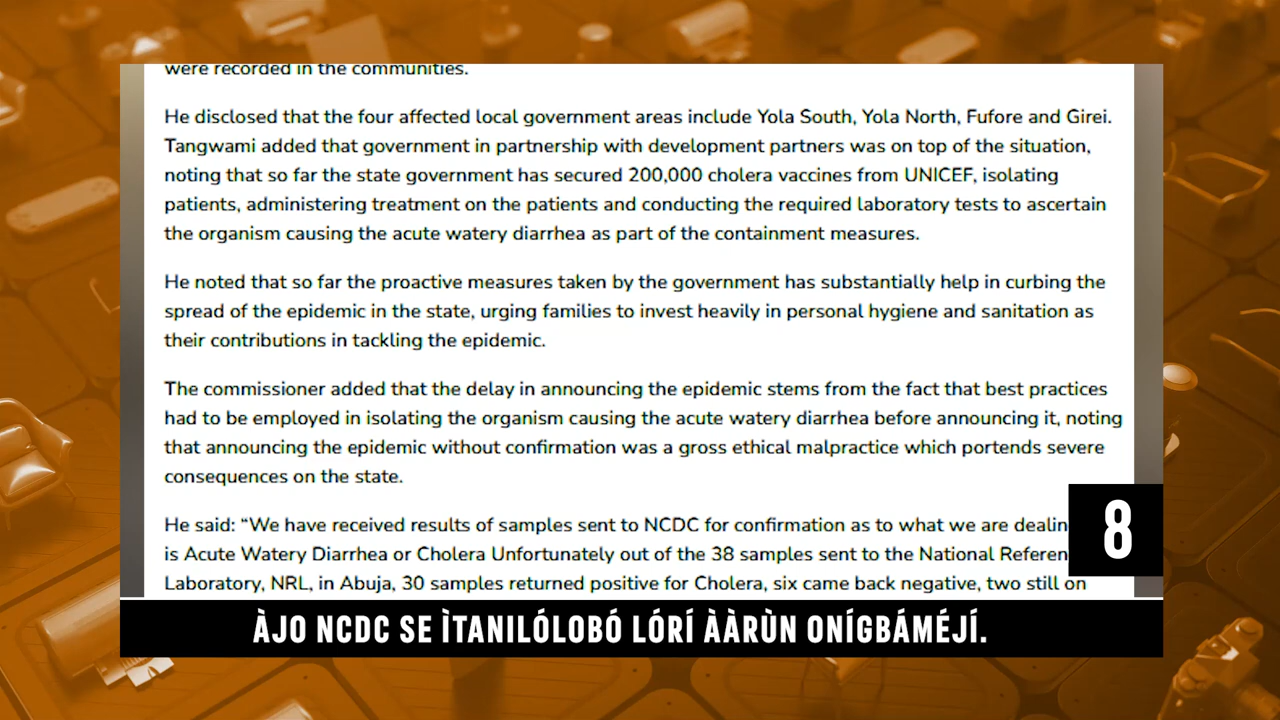 were recorded in the communities.
He disclosed that the four affected local government areas include Yola South, Yola North, Fufore and Girei.
Tangwami added that government in partnership with development partners was on top of the situation,
noting that so far the state government has secured 200,000 cholera vaccines from UNICEF, isolating
patients, administering treatment on the patients and conducting the required laboratory tests to ascertain
the organism causing the acute watery diarrhea as part of the containment measures.
He noted that so far the proactive measures taken by the government has substantially help in curbing the
spread of the epidemic in the state, urging families to invest heavily in personal hygiene and sanitation as
their contributions in tackling the epidemic.
The commissioner added that the delay in announcing the epidemic stems from the fact that best practices
had to be employed in isolating the organism causing the acute watery diarrhea before announcing it, noting
that announcing the epidemic without confirmation was a gross ethical malpractice which portends severe
consequences on the state.
He said: “We have received results of samples sent to NCDC for confirmation as to what we are
is Acute Watery Diarrhea or Cholera Unfortunately out of the 38 samples sent to the National
Laboratory, NRL, in Abuja, 30 samples returned positive for Cholera, six came back negative, two still on
8
ÀJO NCDC SE ÌTANILÓLOBÓ LÓRÍ ÀÀRÙN ONÍGBÁMÉJÍ.